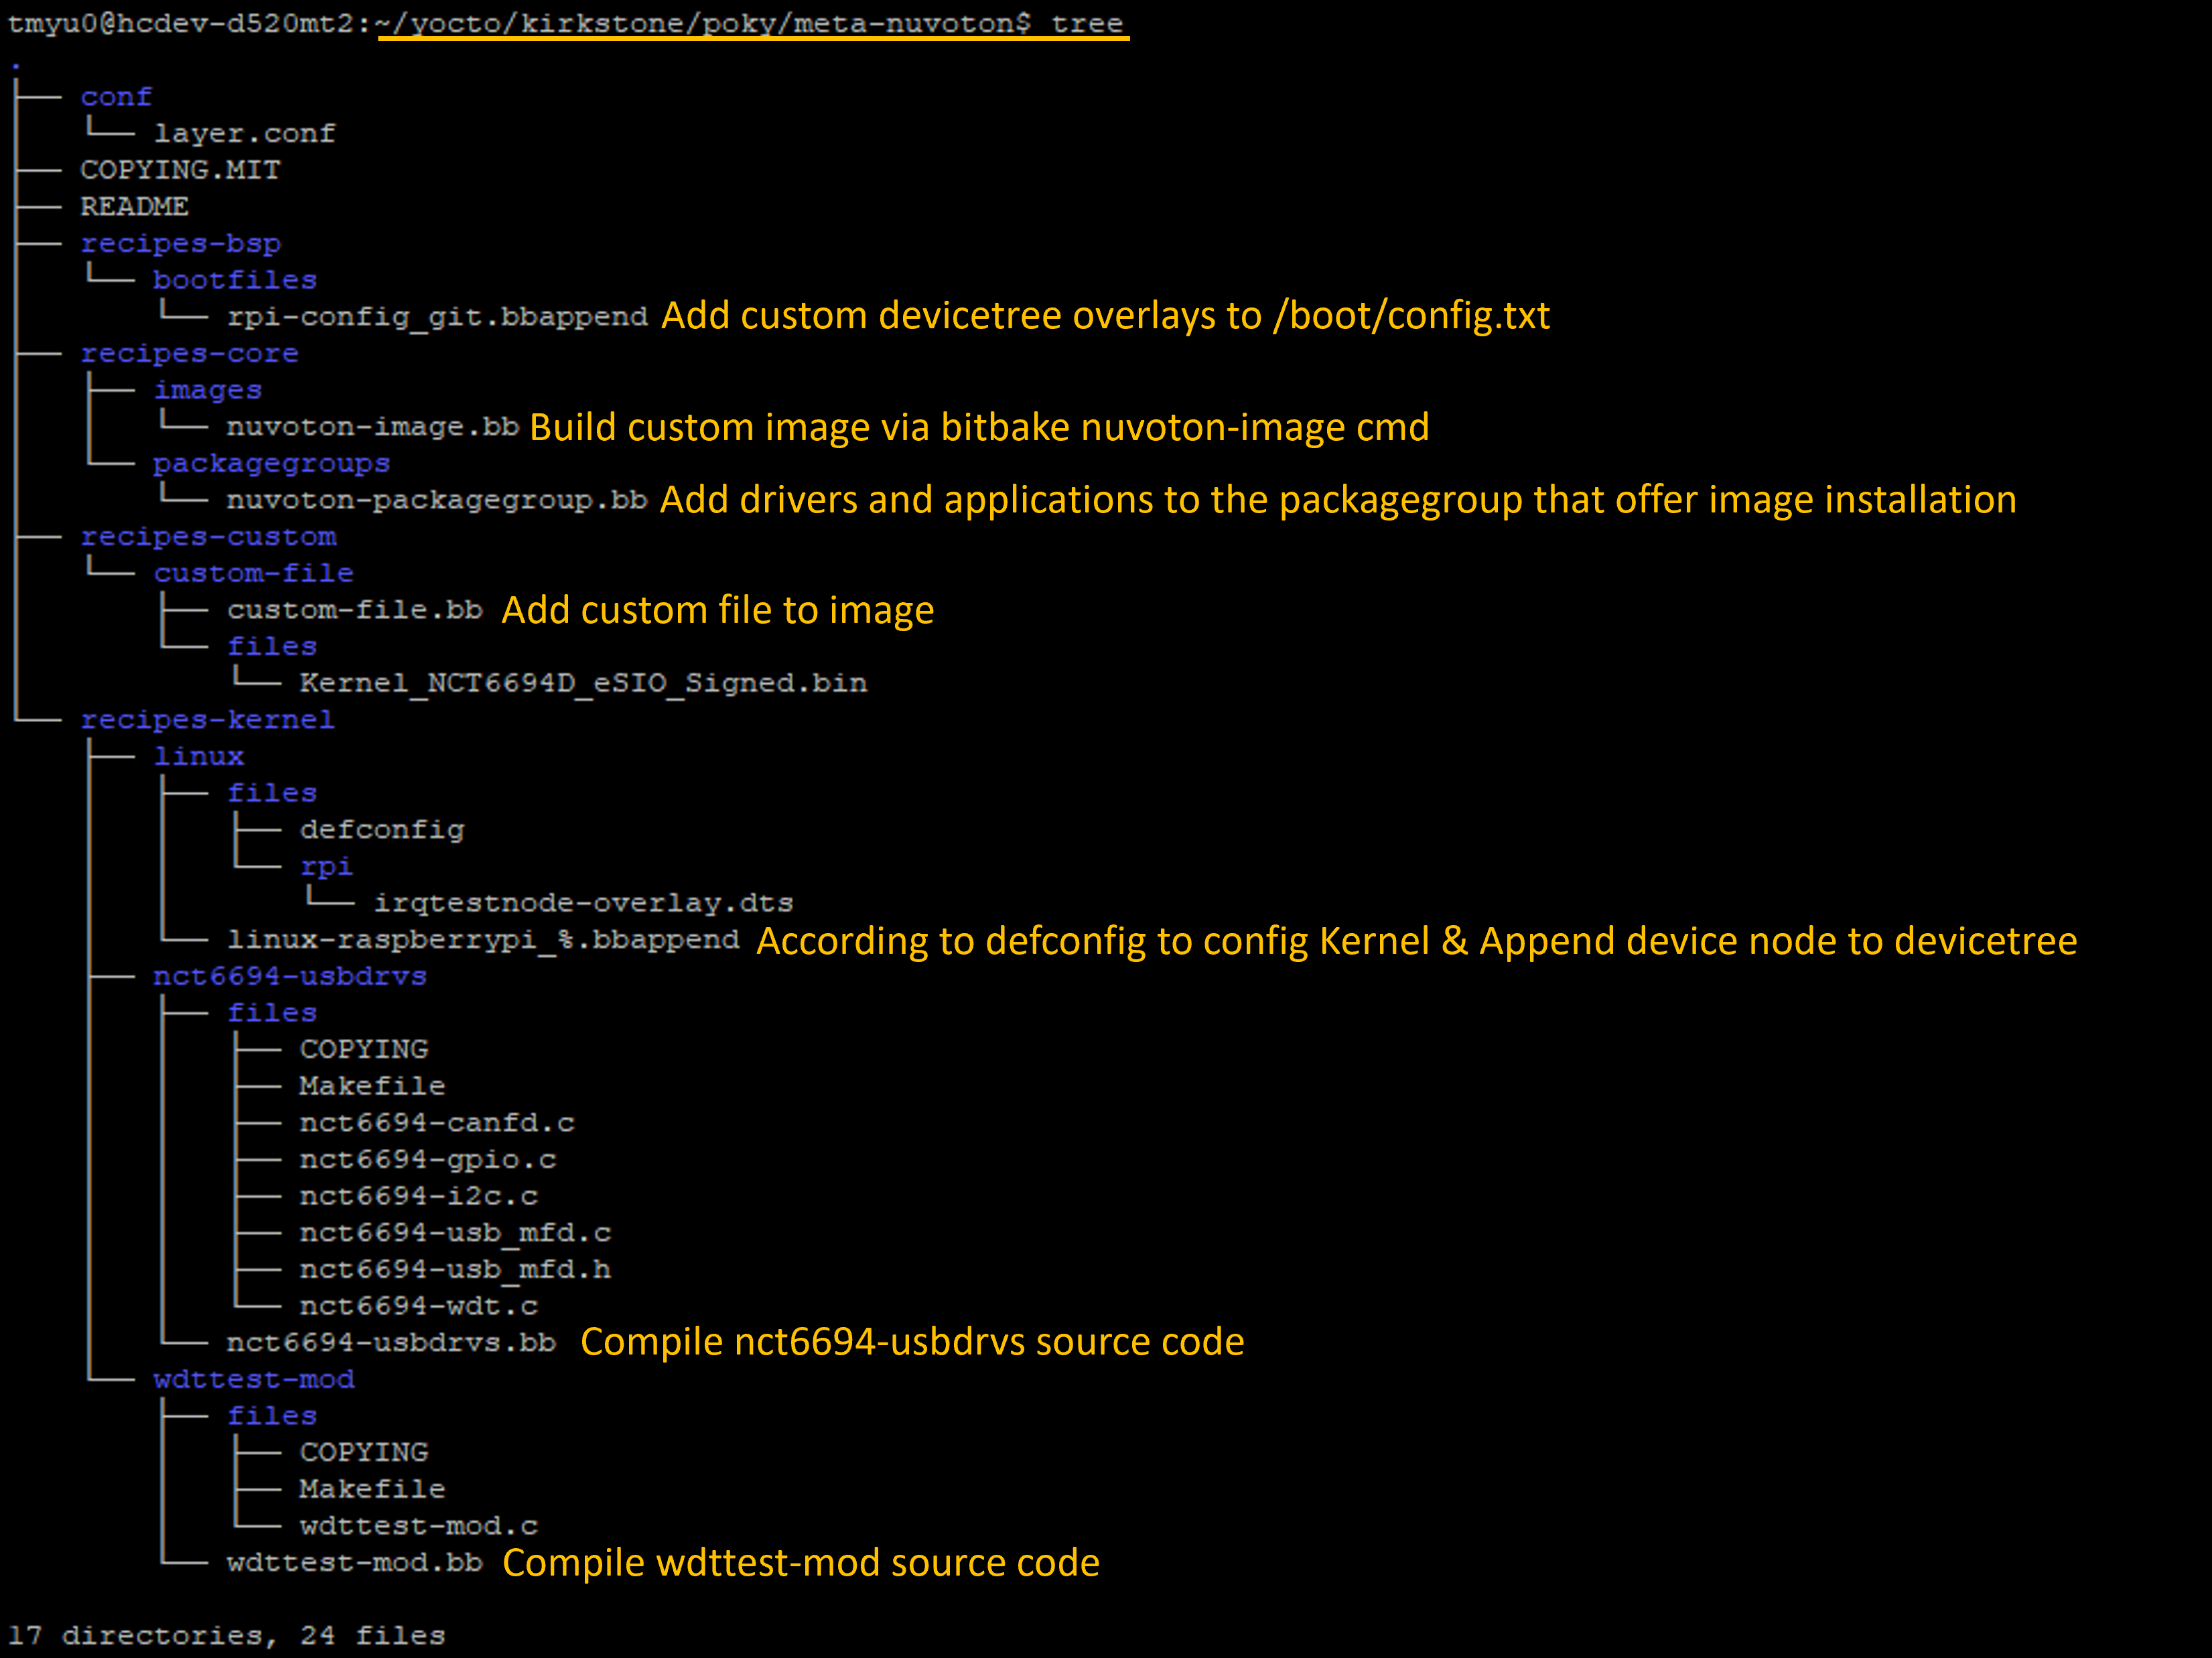 tmyu0@hcdev-d520mt2:~/yocto/kirkstone/poky/meta-nuvoton$ tree
.
├── conf
│   └── layer.conf
├── COPYING.MIT
├── README
├── recipes-bsp
│   └── bootfiles
│       └── rpi-config_git.bbappend Add custom devicetree overlays to /boot/config.txt
├── recipes-core
│   ├── images
│   │   └── nuvoton-image.bb Build custom image via bitbake nuvoton-image cmd
│   └── packagegroups
│       └── nuvoton-packagegroup.bb Add drivers and applications to the packagegroup that offer image installation
├── recipes-custom
│   └── custom-file
│       ├── custom-file.bb Add custom file to image
│       └── files
│           └── Kernel_NCT6694D_eSIO_Signed.bin
└── recipes-kernel
    ├── linux
    │   ├── files
    │   │   ├── defconfig
    │   │   └── rpi
    │   │       └── irqtestnode-overlay.dts
    │   └── linux-raspberrypi_%.bbappend According to defconfig to config Kernel & Append device node to devicetree
    ├── nct6694-usbdrvs
    │   ├── files
    │   │   ├── COPYING
    │   │   ├── Makefile
    │   │   ├── nct6694-canfd.c
    │   │   ├── nct6694-gpio.c
    │   │   ├── nct6694-i2c.c
    │   │   ├── nct6694-usb_mfd.c
    │   │   ├── nct6694-usb_mfd.h
    │   │   └── nct6694-wdt.c
    │   └── nct6694-usbdrvs.bb Compile nct6694-usbdrvs source code
    └── wdttest-mod
        ├── files
        │   ├── COPYING
        │   ├── Makefile
        │   └── wdttest-mod.c
        └── wdttest-mod.bb Compile wdttest-mod source code
17 directories, 24 files